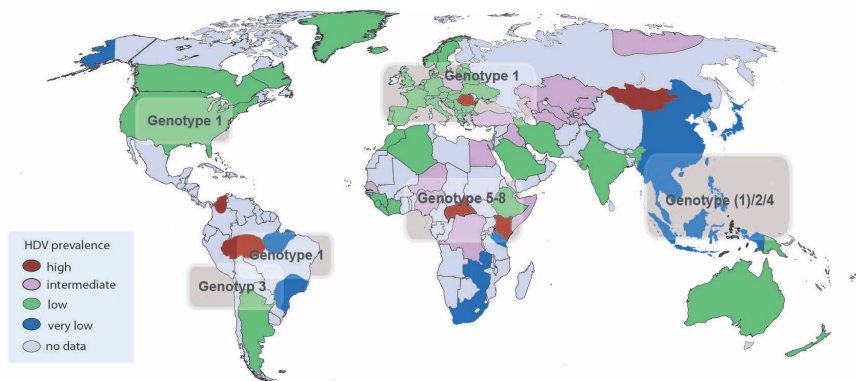 Genotype 1
Genotype 1
Genotype 5-8
Genotype (1)/2/4
Genotype 1
Genotyp 3
HDV prevalence
high
intermediate
low
very low
no data